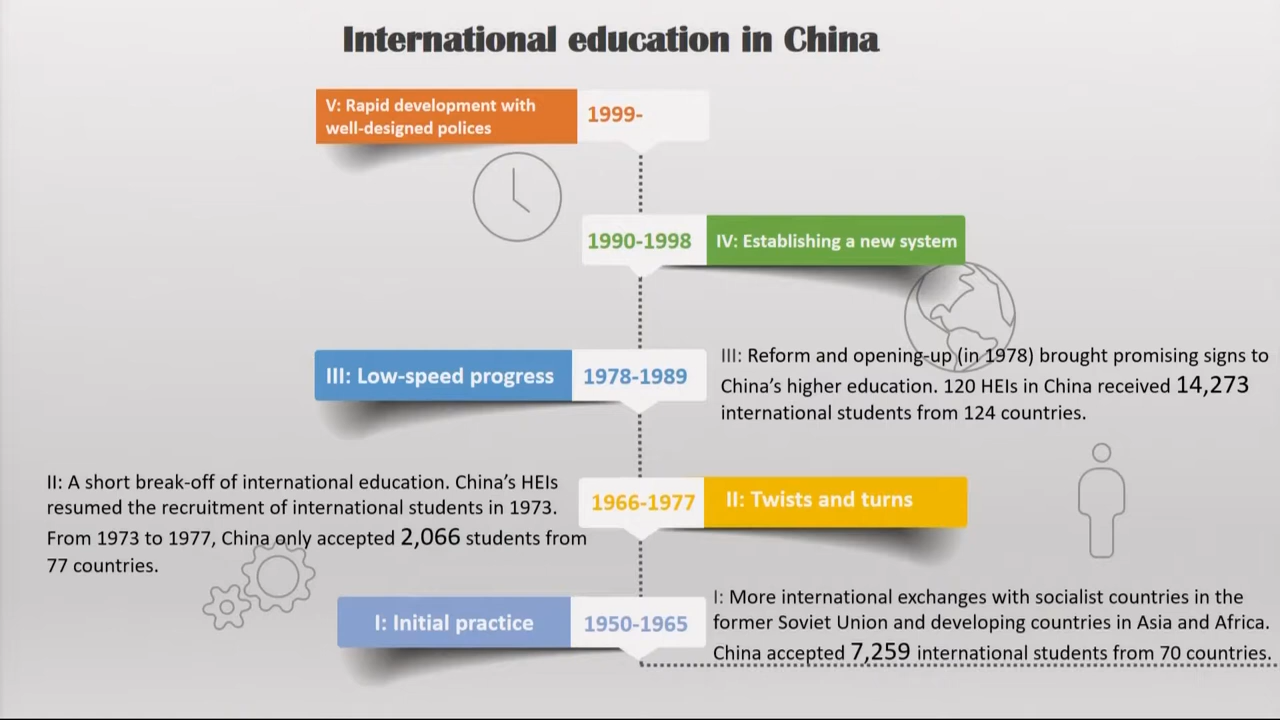 International education in China
V: Rapid development with
well-designed polices
1999-
1990-1998
IV: Establishing a new system
III: Low-speed progress
1978-1989
III: Reform and opening-up (in 1978) brought promising signs to
China's higher education. 120 HEIs in China received 14,273
international students from 124 countries.
II: A short break-off of international education. China's HEIs
resumed the recruitment of international students in 1973.
From 1973 to 1977, China only accepted 2,066 students from
77 countries.
1966-1977
II: Twists and turns
I: Initial practice
1950-1965
I: More international exchanges with socialist countries in the
former Soviet Union and developing countries in Asia and Africa.
China accepted 7,259 international students from 70 countries.